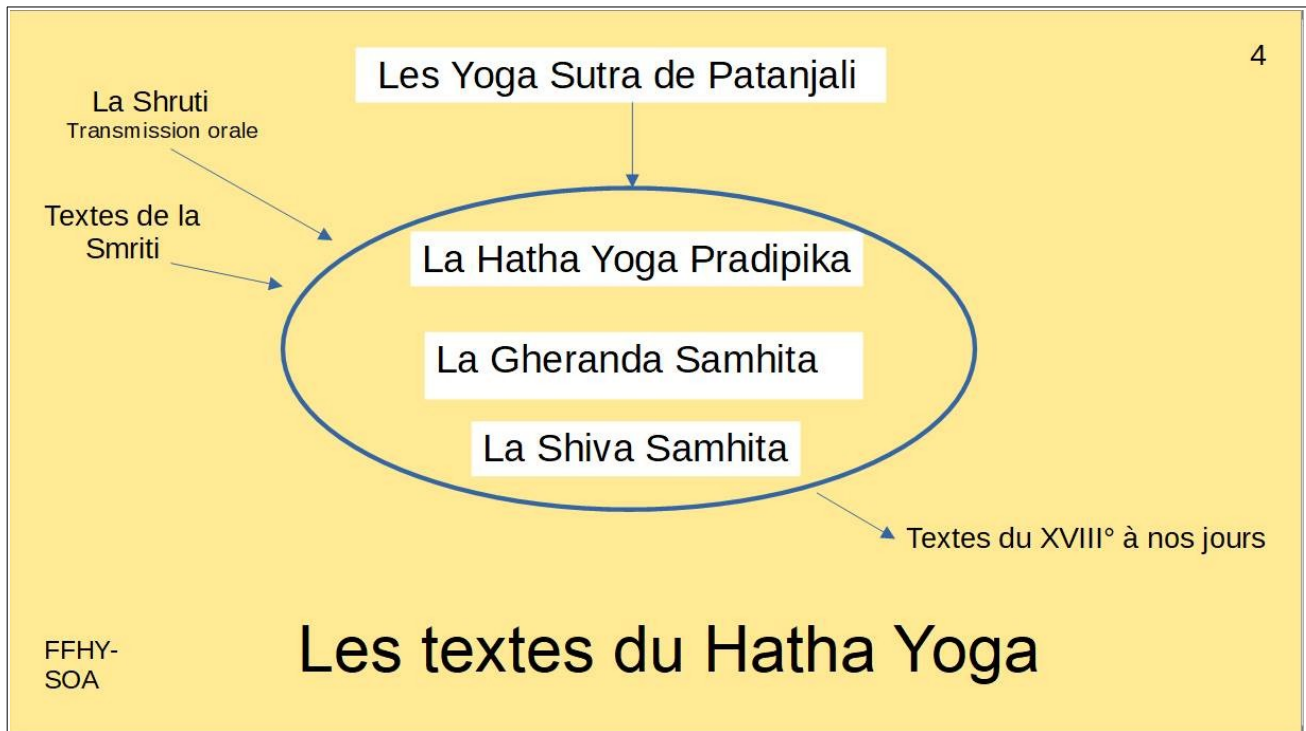 4
Les Yoga Sutra de Patanjali
La Shruti
Transmission orale
Textes de la
Smriti
La Hatha Yoga Pradipika
La Gheranda Samhita
La Shiva Samhita
Textes du XVIII° à nos jours
Les textes du Hatha Yoga
FFHY-
SOA